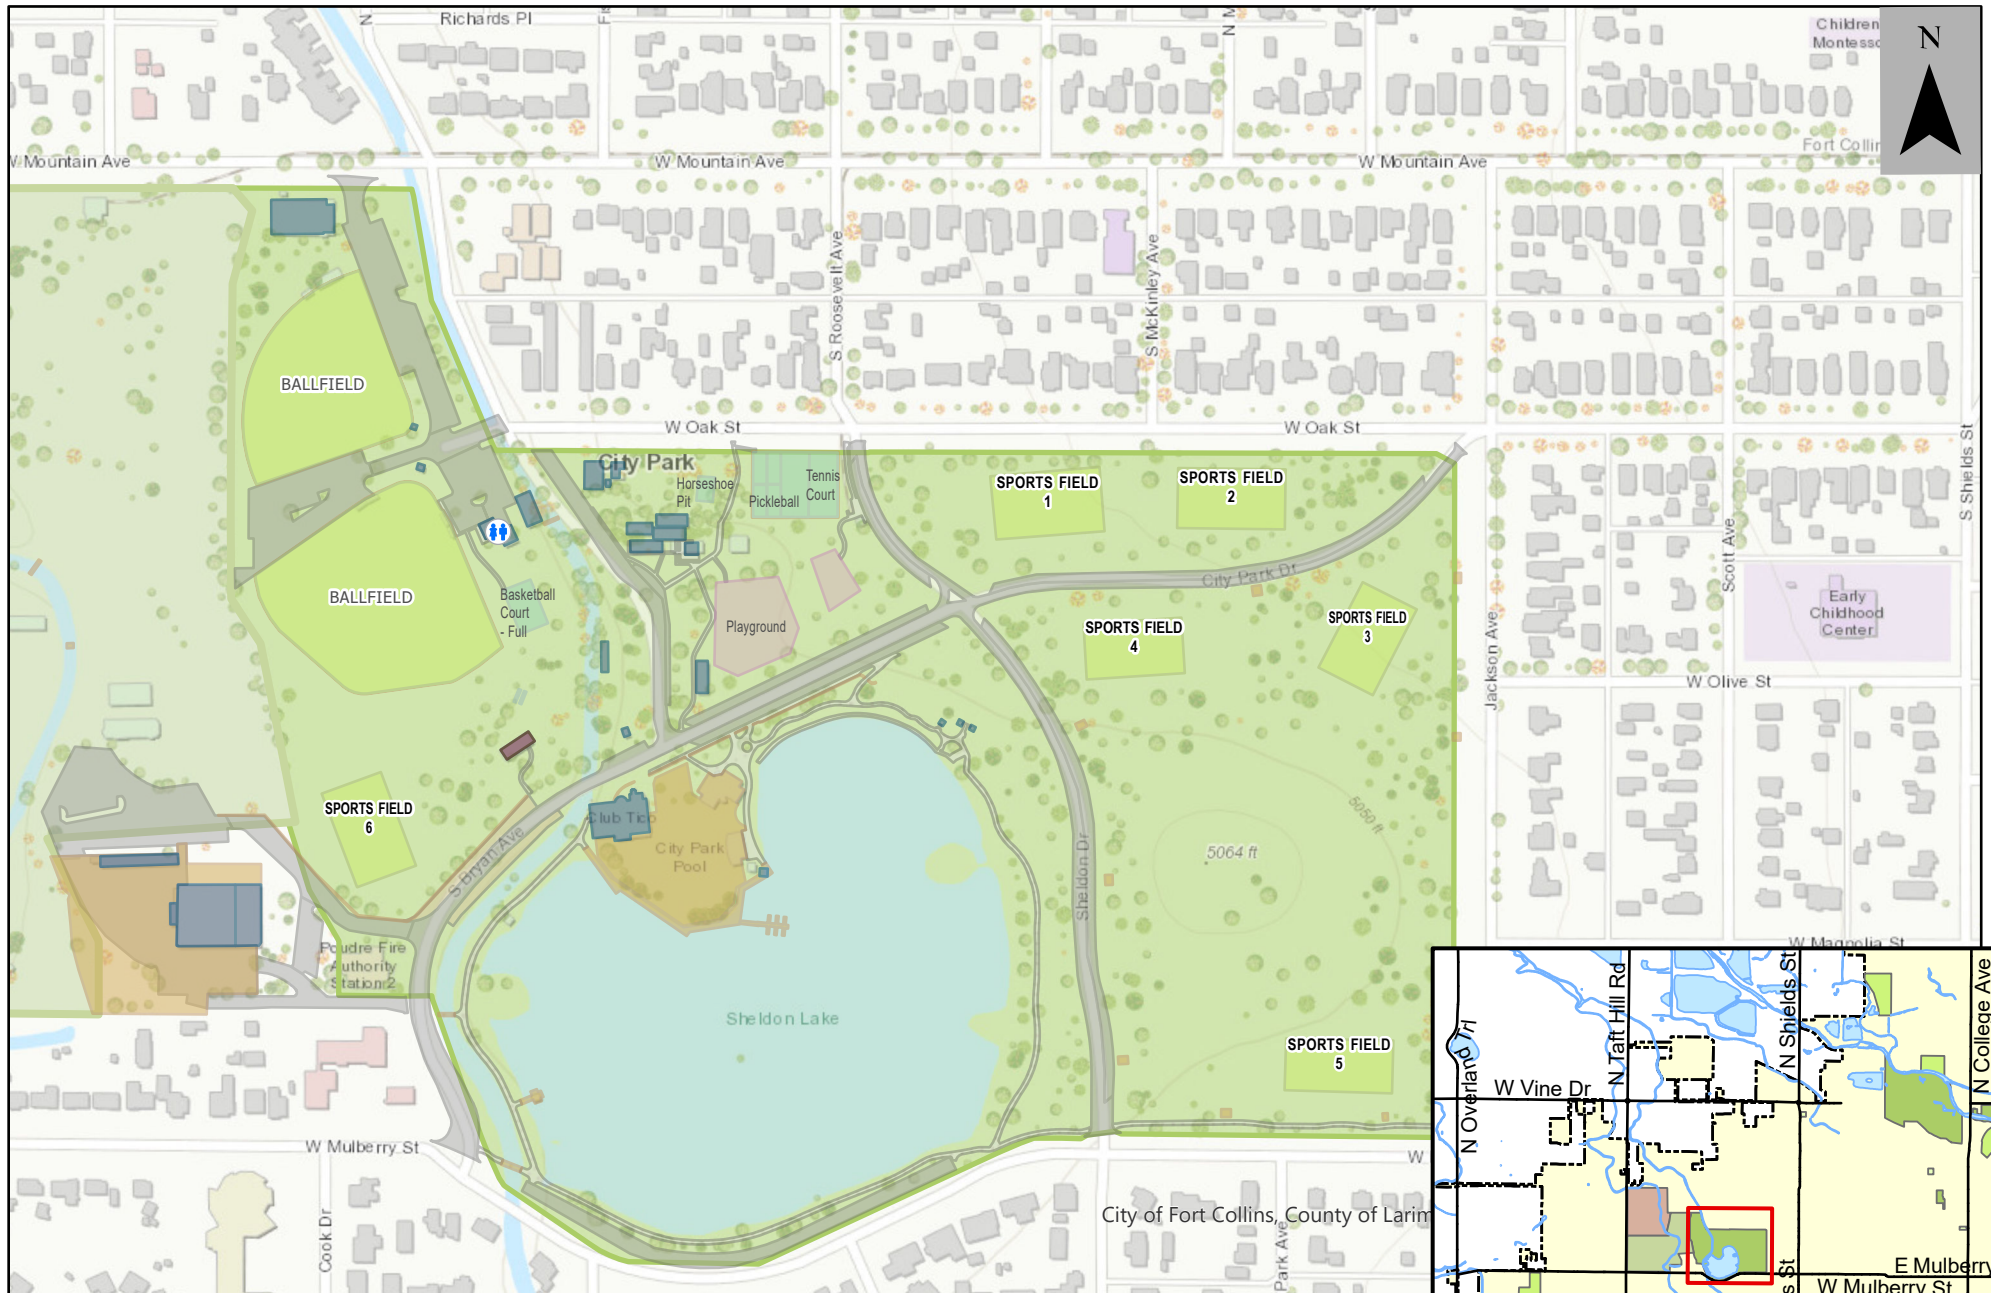 Richards Pl
N
Children
Montess
N
Fort Collin
W Mountain Ave
W Mountain Ave
W Mountain Ave
S Roosevelt Ave
S McKinley Ave
BALLFIELD
W Oak St
W Oak St
S Shields St
City Park
Horseshoe
Pit
Pickleball
Tennis
Court
SPORTS FIELD
1
SPORTS FIELD
2
City Park Dr
Scott Ave
BALLFIELD
Basketball
Court
- Full
Playground
SPORTS FIELD
4
SPORTS FIELD
3
Early
Childhood
Center
Jackson Ave
W Olive St
SPORTS FIELD
6
Club Tico
City Park
Pool
S Bryan Ave
5050 ft
5064 ft
Sheldon Dr
Poudre Fire
Authority
Station 2
W Magnolia St
Sheldon Lake
SPORTS FIELD
5
W Mulberry St
W
Cook Dr
Park Ave
City of Fort Collins, County of Larim
N Overland Trl
N Taft Hill Rd
N Shields St
N College Ave
W Vine Dr
E Mulberry
W Mulberry St
s St